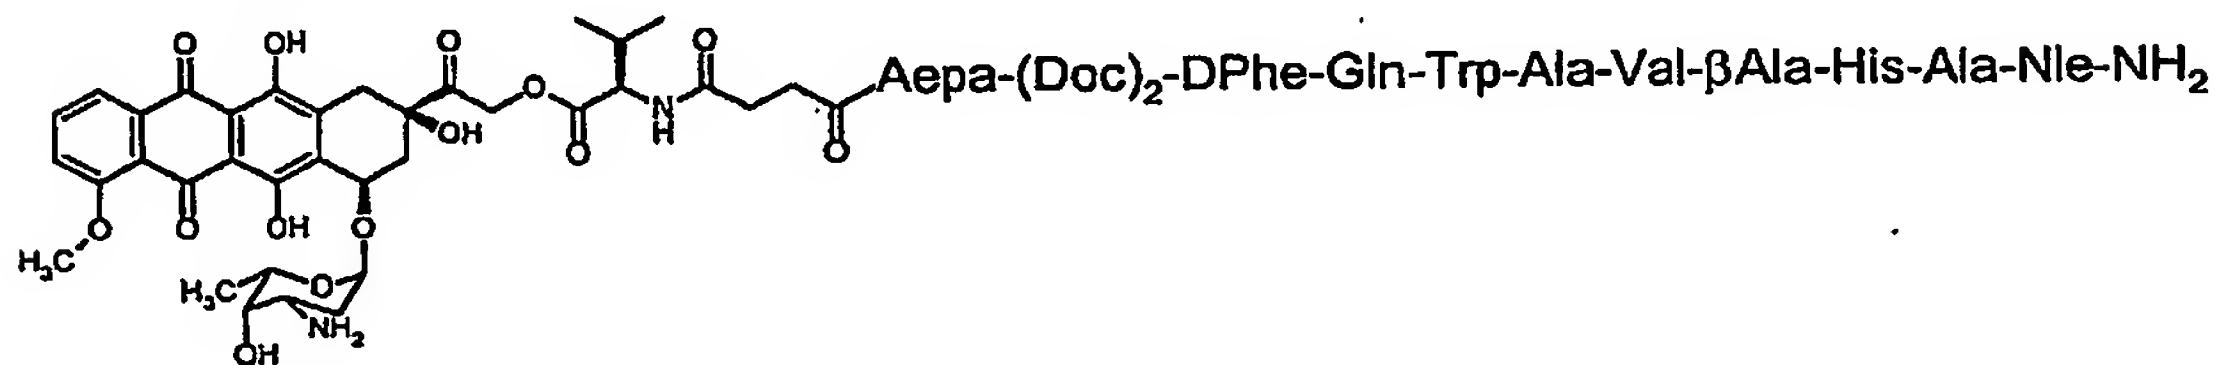 O OH O O Aepa-(Doc)₂-DPhe-Gln-Trp-Ala-Val-βAla-His-Ala-Nle-NH₂
O N
H
OH O O
O O OH O
H₃C
H₃C O
NH₂
OH